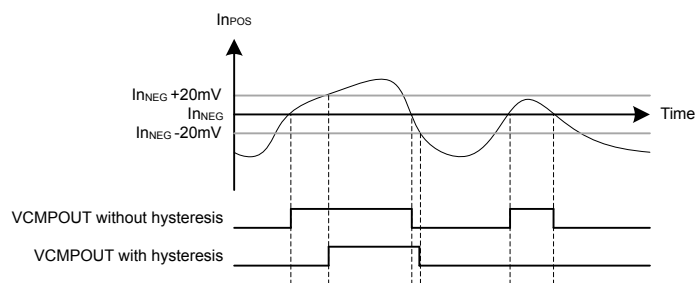 InPOS
InNEG +20mV
InNEG
Time
InNEG -20mV
VCMPOUT without hysteresis
VCMPOUT with hysteresis